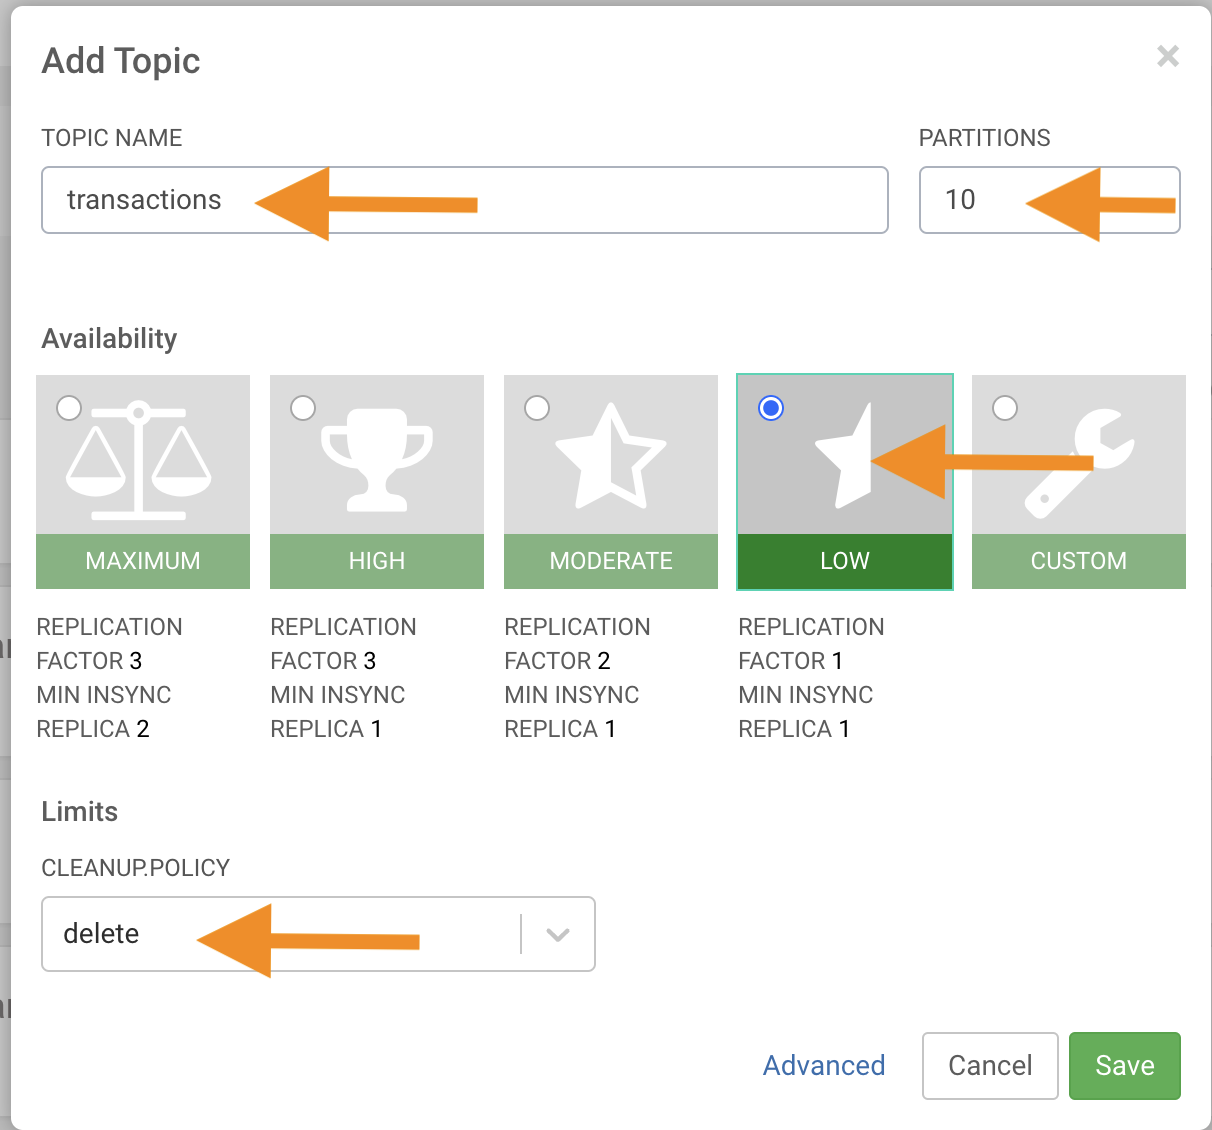 Add Topic
×
TOPIC NAME
PARTITIONS
transactions
10
Availability
MAXIMUM
HIGH
MODERATE
LOW
CUSTOM
REPLICATION
FACTOR 3
MIN INSYNC
REPLICA 2
REPLICATION
FACTOR 3
MIN INSYNC
REPLICA 1
REPLICATION
FACTOR 2
MIN INSYNC
REPLICA 1
REPLICATION
FACTOR 1
MIN INSYNC
REPLICA 1
Limits
CLEANUP.POLICY
delete
Advanced
Cancel
Save